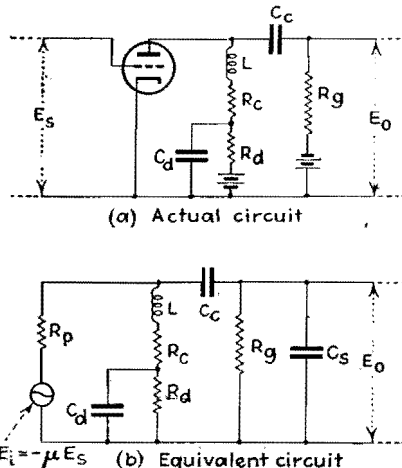 Cc
L
Rc
Rg
Es
Eo
Cd
Rd
(a) Actual circuit
Cc
L
Rp
Rc
Rg
Cs
Eo
Cd
Rd
Ei=-μEs
(b) Equivalent circuit